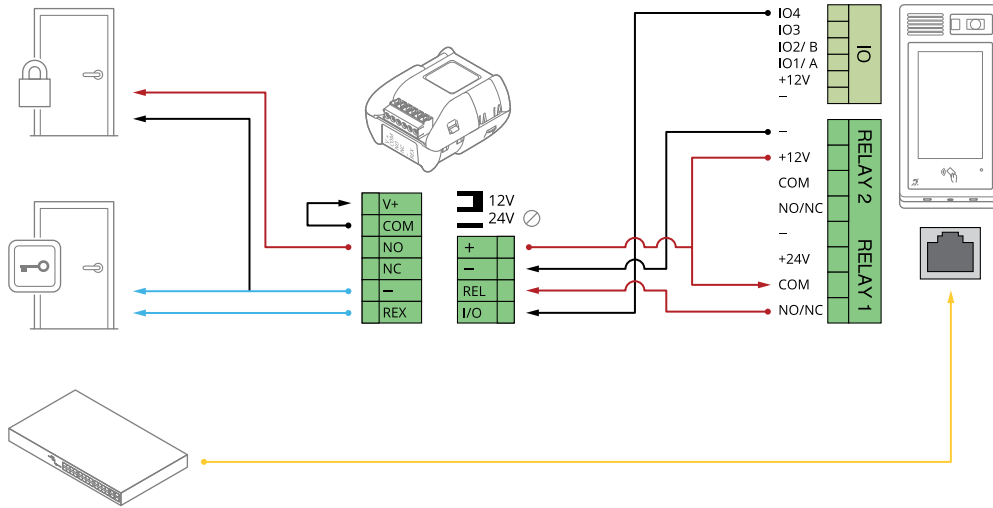 IO4
IO3
IO2/ B
IO1/ A
+12V
–
IO
–
+12V
COM
NO/NC
–
+24V
COM
NO/NC
RELAY 2
RELAY 1
V+
COM
NO
NC
–
REX
12V
24V
+
–
REL
I/O